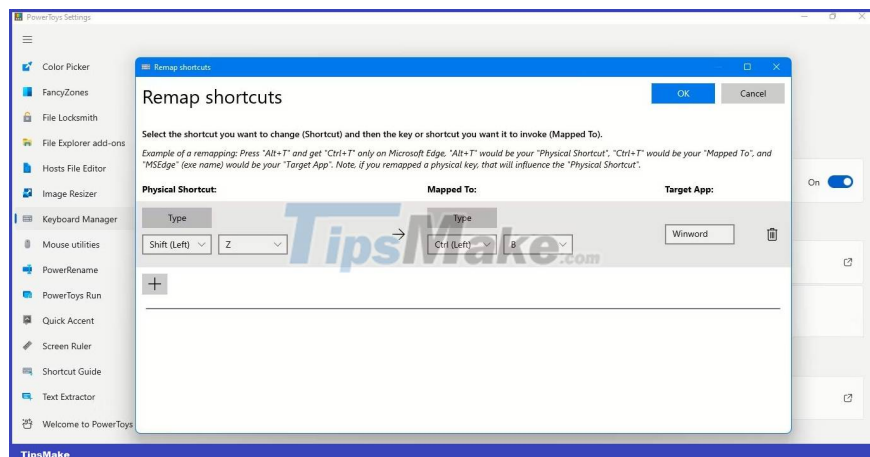 PowerToys Settings
Color Picker
FancyZones
File Locksmith
File Explorer add-ons
Hosts File Editor
Image Resizer
Keyboard Manager
Mouse utilities
PowerRename
PowerToys Run
Quick Accent
Screen Ruler
Shortcut Guide
Text Extractor
Welcome to PowerToys
On
Remap shortcuts
Remap shortcuts
OK
Cancel
Select the shortcut you want to change (Shortcut) and then the key or shortcut you want it to invoke (Mapped To).
Example of a remapping: Press "Alt+T" and get "Ctrl+T" only on Microsoft Edge, "Alt+T" would be your "Physical Shortcut", "Ctrl+T" would be your "Mapped To", and
"MSEdge" (exe name) would be your "Target App". Note, if you remapped a physical key, that will influence the "Physical Shortcut".
Physical Shortcut:
Mapped To:
Target App:
Type
Type
Shift (Left)
Z
Ctrl (Left)
B
Winword
TipsMake.com
TipsMake